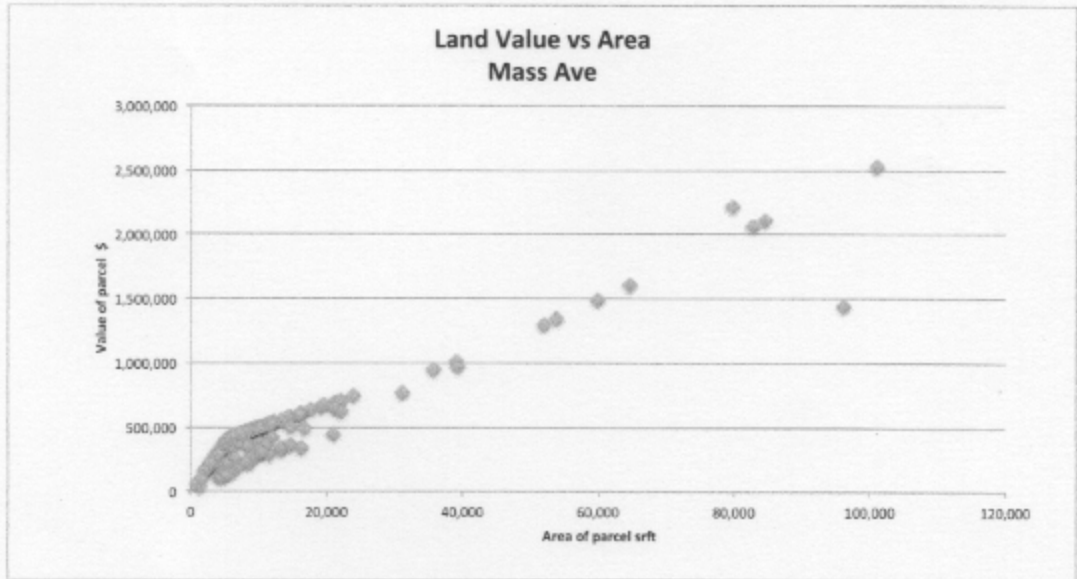 Land Value vs Area
Mass Ave
3,000,000
2,500,000
2,000,000
1,500,000
1,000,000
500,000
0
Value of parcel $
0 20,000 40,000 60,000 80,000 100,000 120,000
Area of parcel srft